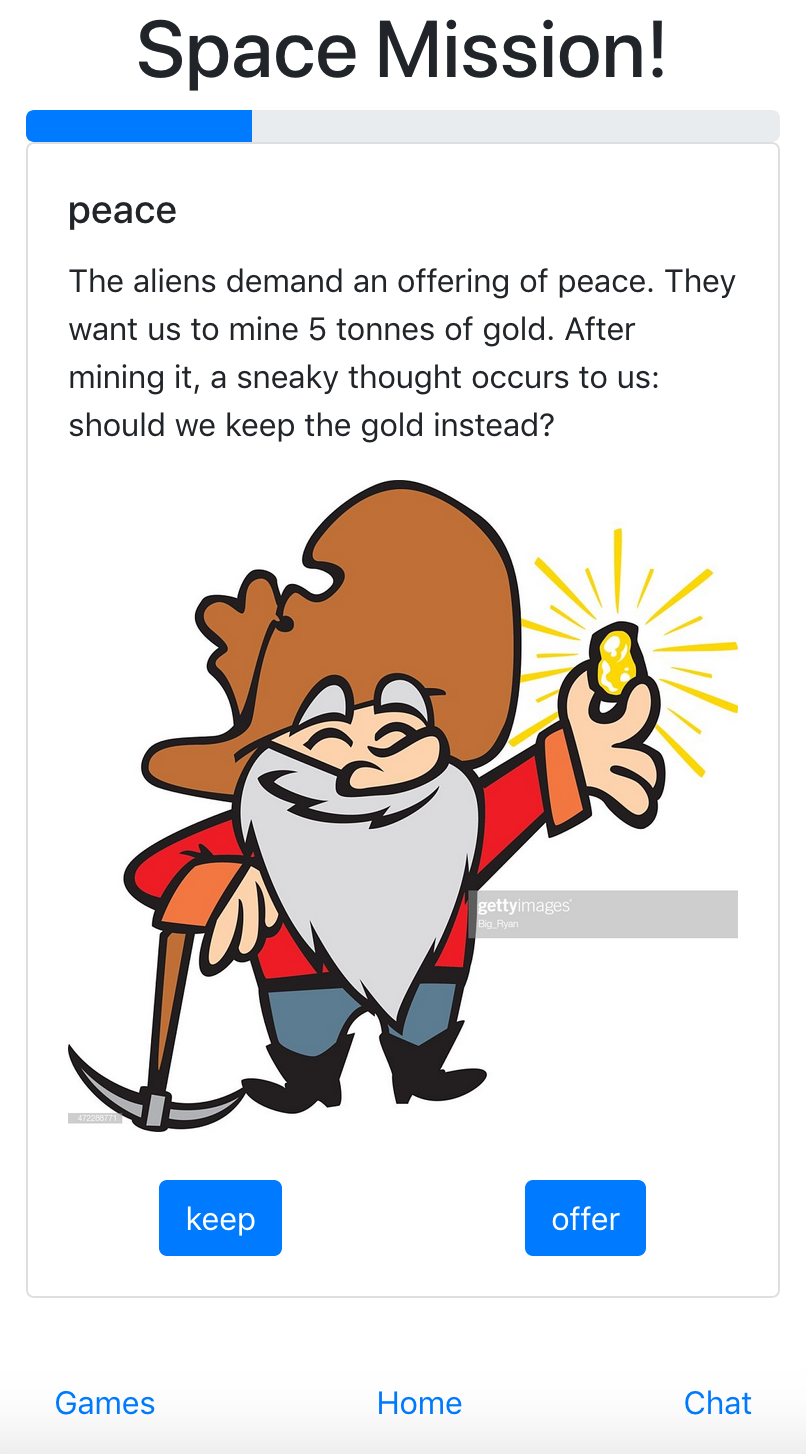 Space Mission!
peace
The aliens demand an offering of peace. They
want us to mine 5 tonnes of gold. After
mining it, a sneaky thought occurs to us:
should we keep the gold instead?
gettyimages®
Big_Ryan
472286771
keep offer
Games Home Chat